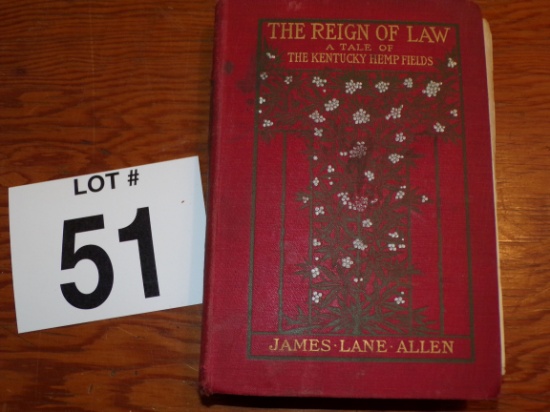 LOT #
51
THE REIGN OF LAW
A TALE OF
THE KENTUCKY HEMP FIELDS
JAMES·LANE·ALLEN